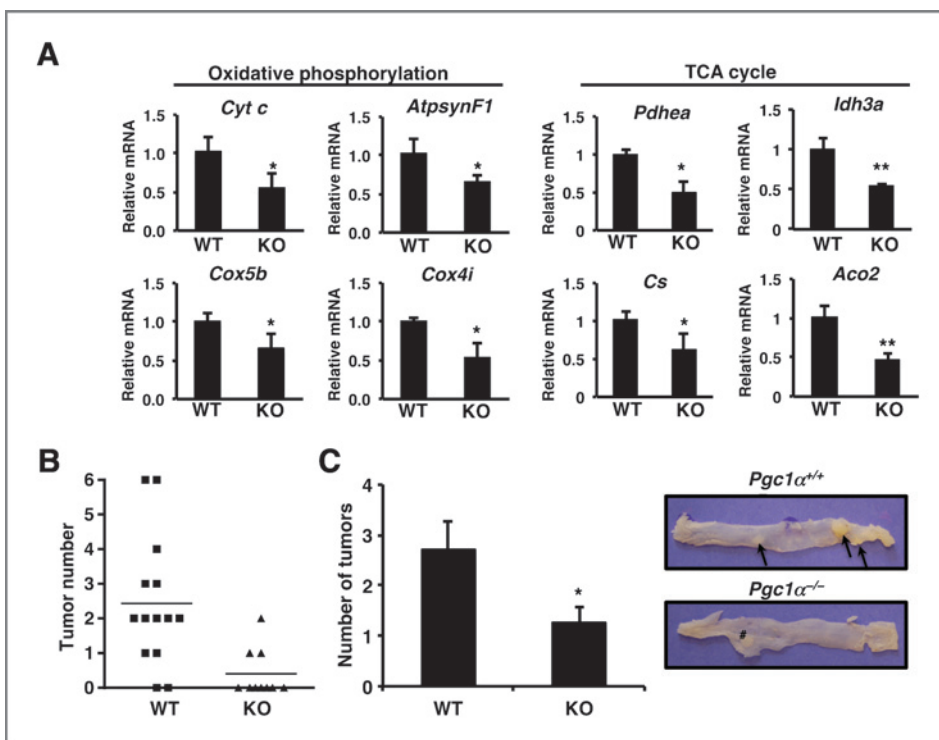 A
Oxidative phosphorylation
TCA cycle
Cyt c
AtpsynF1
Pdhea
Idh3a
Relative mRNA
1.5
1.0
0.5
0.0
*
WT KO
Relative mRNA
1.5
1.0
0.5
0.0
*
WT KO
Relative mRNA
1.5
1
0.5
0
*
WT KO
Relative mRNA
1.5
1
0.5
0
**
WT KO
Cox5b
Cox4i
Cs
Aco2
Relative mRNA
1.5
1.0
0.5
0.0
*
WT KO
Relative mRNA
1.5
1.0
0.5
0.0
*
WT KO
Relative mRNA
1.5
1
0.5
0
*
WT KO
Relative mRNA
1.5
1
0.5
0
**
WT KO
B
Tumor number
6
5
4
3
2
1
0
WT KO
C
Number of tumors
4
3
2
1
0
*
WT KO
Pgc1α+/+
Pgc1α–/–
#